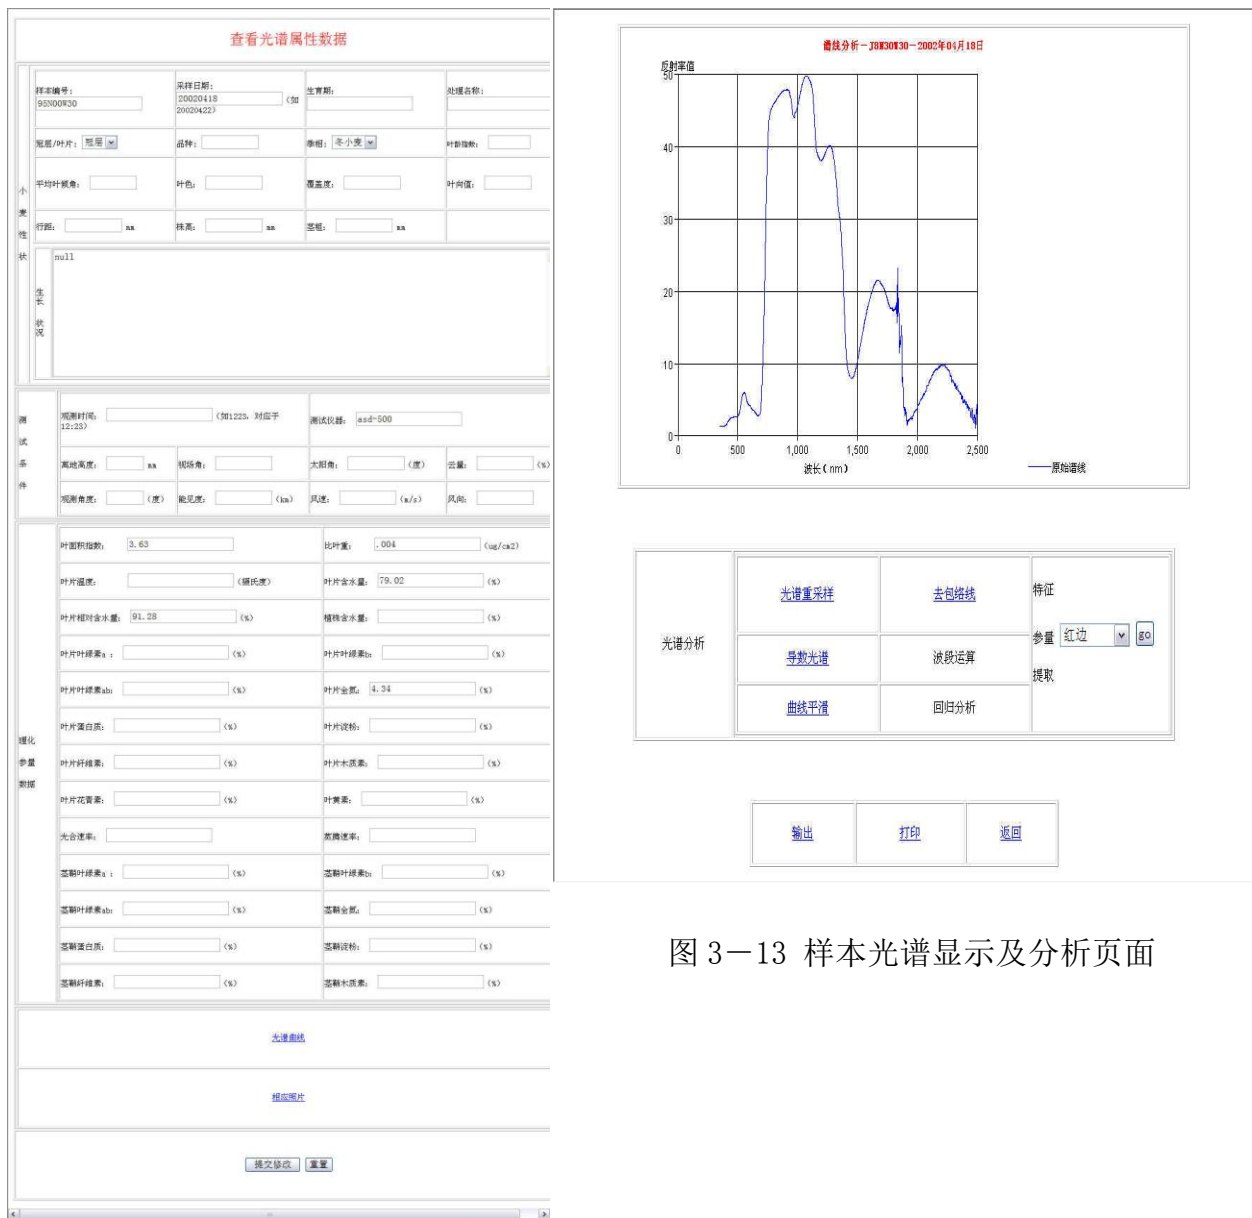 查看光谱属性数据
样本编号：
95N00W30
采样日期：
20020418 （如
20020422）
生育期：
处理名称：
冠层/叶片： 冠层
品种：
季相： 冬小麦
叶龄指数：
平均叶倾角：
叶色：
覆盖度：
叶向值：
行距： mm
株高： mm
茎粗： mm
小麦性状
生长状况
null
测试条件
观测时间： （如1223，对应于
12:23）
测试仪器： asd-500
离地高度： mm
视场角：
太阳角： （度）
云量： （%）
观测角度： （度）
能见度： （km）
风速： （m/s）
风向：
理化
参量
数据
叶面积指数： 3.63
比叶重： .004 （ug/cm2）
叶片温度： （摄氏度）
叶片含水量： 79.02 （%）
叶片相对含水量： 91.28 （%）
植株含水量： （%）
叶片叶绿素a ： （%）
叶片叶绿素b： （%）
叶片叶绿素ab： （%）
叶片全氮： 4.34 （%）
叶片蛋白质： （%）
叶片淀粉： （%）
叶片纤维素： （%）
叶片木质素： （%）
叶片花青素： （%）
叶黄素： （%）
光合速率：
蒸腾速率：
茎鞘叶绿素a ： （%）
茎鞘叶绿素b： （%）
茎鞘叶绿素ab： （%）
茎鞘全氮： （%）
茎鞘蛋白质： （%）
茎鞘淀粉： （%）
茎鞘纤维素： （%）
茎鞘木质素： （%）
光谱曲线
相应照片
提交修改 重置
谱线分析－J8N30W30－2002年04月18日
反射率值
50
40
30
20
10
0
0 500 1,000 1,500 2,000 2,500
波长( nm )
原始谱线
光谱分析
光谱重采样
去包络线
导数光谱
波段运算
曲线平滑
回归分析
特征
参量 红边 go
提取
输出
打印
返回
图 3－13 样本光谱显示及分析页面